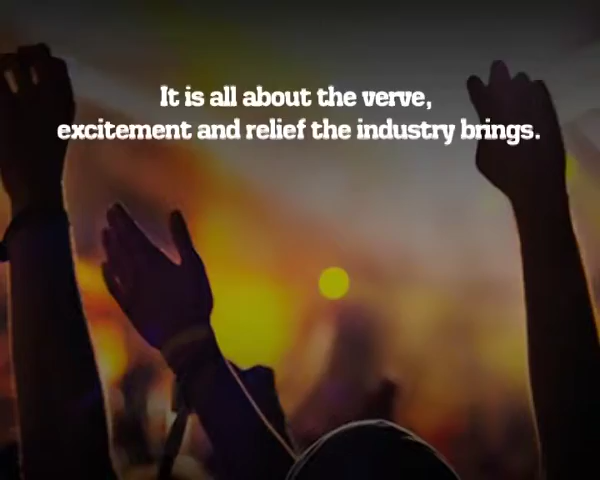 It is all about the verve,
excitement and relief the industry brings.